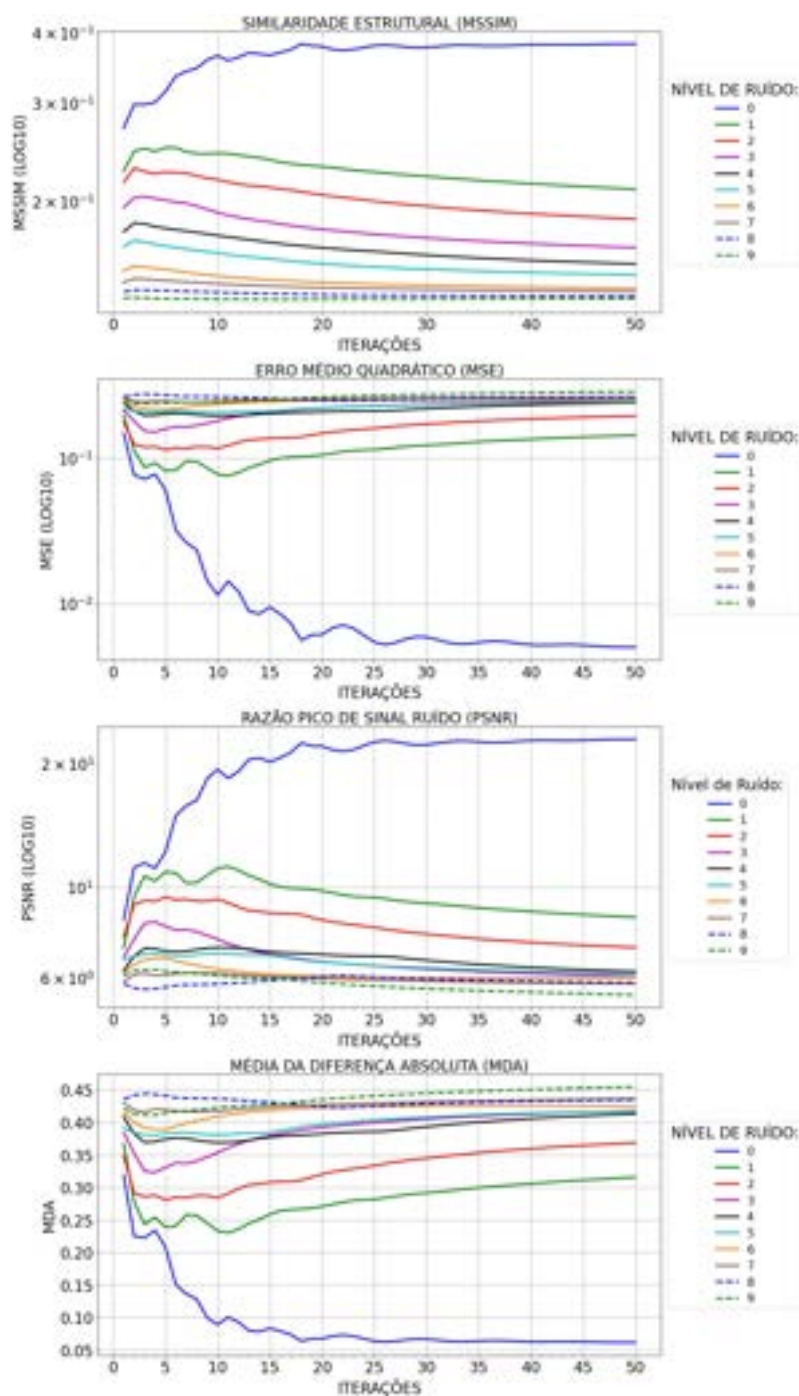 SIMILARIDADE ESTRUTURAL (MSSIM)
4 × 10⁻¹
3 × 10⁻¹
2 × 10⁻¹
MSSIM (LOG10)
0 5 10 15 20 25 30 35 40 45 50
ITERAÇÕES
NÍVEL DE RUÍDO:
0
1
2
3
4
5
6
7
8
9
ERRO MÉDIO QUADRÁTICO (MSE)
10⁻¹
10⁻²
MSE (LOG10)
0 5 10 15 20 25 30 35 40 45 50
ITERAÇÕES
NÍVEL DE RUÍDO:
0
1
2
3
4
5
6
7
8
9
RAZÃO PICO DE SINAL RUÍDO (PSNR)
2 × 10¹
10¹
6 × 10⁰
PSNR (LOG10)
0 5 10 15 20 25 30 35 40 45 50
ITERAÇÕES
Nível de Ruído:
0
1
2
3
4
5
6
7
8
9
MÉDIA DA DIFERENÇA ABSOLUTA (MDA)
0.45
0.40
0.35
0.30
0.25
0.20
0.15
0.10
0.05
MDA
0 5 10 15 20 25 30 35 40 45 50
ITERAÇÕES
NÍVEL DE RUÍDO:
0
1
2
3
4
5
6
7
8
9